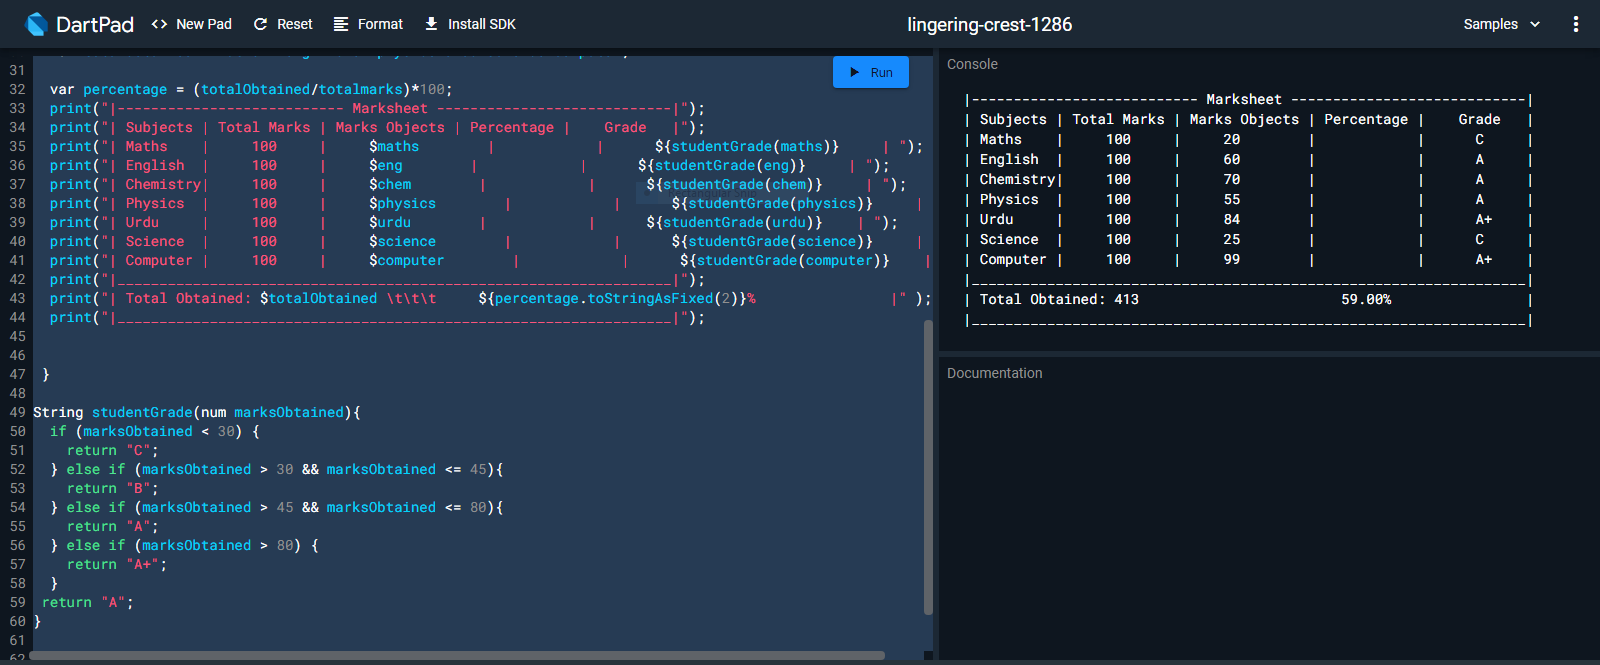 DartPad <> New Pad Reset Format Install SDK lingering-crest-1286 Samples
31
32 var percentage = (totalObtained/totalmarks)*100;
33 print("|--------------------------- Marksheet ----------------------------|");
34 print("| Subjects | Total Marks | Marks Objects | Percentage |    Grade   |");
35 print("| Maths    |     100     |     $maths        |            |      ${studentGrade(maths)}     | ");
36 print("| English  |     100     |     $eng        |            |      ${studentGrade(eng)}     | ");
37 print("| Chemistry|     100     |     $chem        |            |      ${studentGrade(chem)}     | ");
38 print("| Physics  |     100     |     $physics        |            |      ${studentGrade(physics)}     |
39 print("| Urdu     |     100     |     $urdu        |            |      ${studentGrade(urdu)}    | ");
40 print("| Science  |     100     |     $science        |            |      ${studentGrade(science)}     |
41 print("| Computer |     100     |     $computer        |            |      ${studentGrade(computer)}    |
42 print("|__________________________________________________________________|");
43 print("| Total Obtained: $totalObtained \t\t\t     ${percentage.toStringAsFixed(2)}%                |" );
44 print("|__________________________________________________________________|");
45
46
47 }
48
49 String studentGrade(num marksObtained){
50 if (marksObtained < 30) {
51 return "C";
52 } else if (marksObtained > 30 && marksObtained <= 45){
53 return "B";
54 } else if (marksObtained > 45 && marksObtained <= 80){
55 return "A";
56 } else if (marksObtained > 80) {
57 return "A+";
58 }
59 return "A";
60 }
61
62
Run
Console
|--------------------------- Marksheet ----------------------------|
| Subjects | Total Marks | Marks Objects | Percentage |    Grade   |
| Maths    |     100     |     20        |            |      C     |
| English  |     100     |     60        |            |      A     |
| Chemistry|     100     |     70        |            |      A     |
| Physics  |     100     |     55        |            |      A     |
| Urdu     |     100     |     84        |            |      A+    |
| Science  |     100     |     25        |            |      C     |
| Computer |     100     |     99        |            |      A+    |
|__________________________________________________________________|
| Total Obtained: 413                        59.00%                |
|__________________________________________________________________|
Documentation